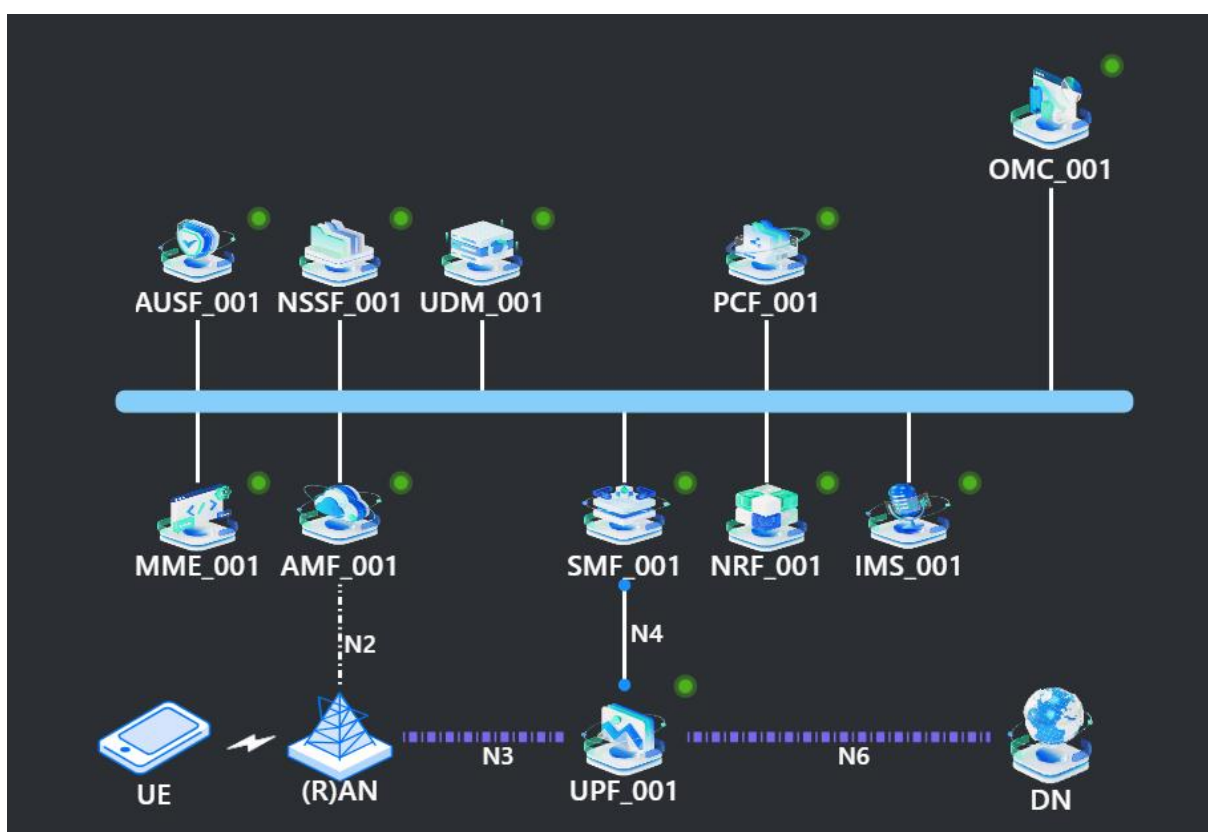 OMC_001
AUSF_001 NSSF_001 UDM_001 PCF_001
MME_001 AMF_001 SMF_001 NRF_001 IMS_001
N2 N4
N3 N6
UE (R)AN UPF_001 DN